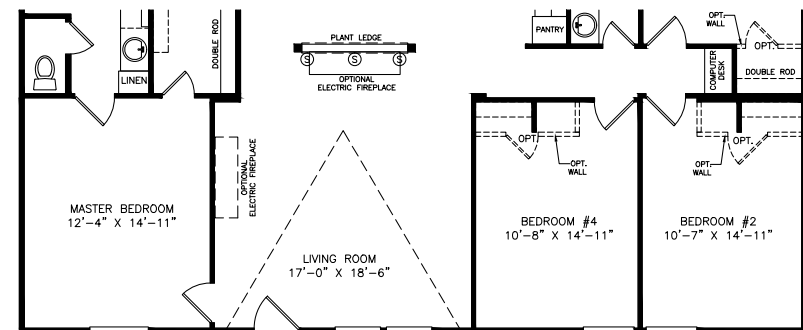 DOUBLE ROD
LINEN
PLANT LEDGE
S S S
OPTIONAL
ELECTRIC FIREPLACE
PANTRY
OPT.
WALL
OPT.
COMPUTER
DESK
DOUBLE ROD
OPTIONAL
ELECTRIC FIREPLACE
OPT.
OPT.
WALL
OPT.
WALL
OPT.
MASTER BEDROOM
12'-4" X 14'-11"
BEDROOM #4
10'-8" X 14'-11"
BEDROOM #2
10'-7" X 14'-11"
LIVING ROOM
17'-0" X 18'-6"